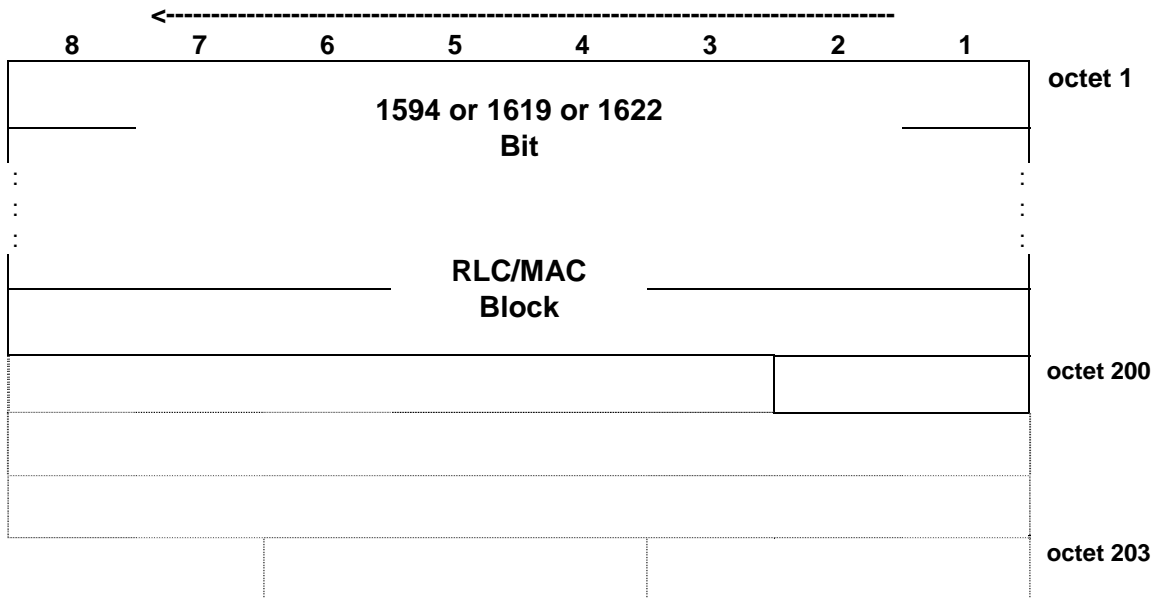 <---------------------------------------------------------------------------------
8 7 6 5 4 3 2 1
octet 1
1594 or 1619 or 1622
Bit
: :
: :
: :
RLC/MAC
Block
octet 200
octet 203